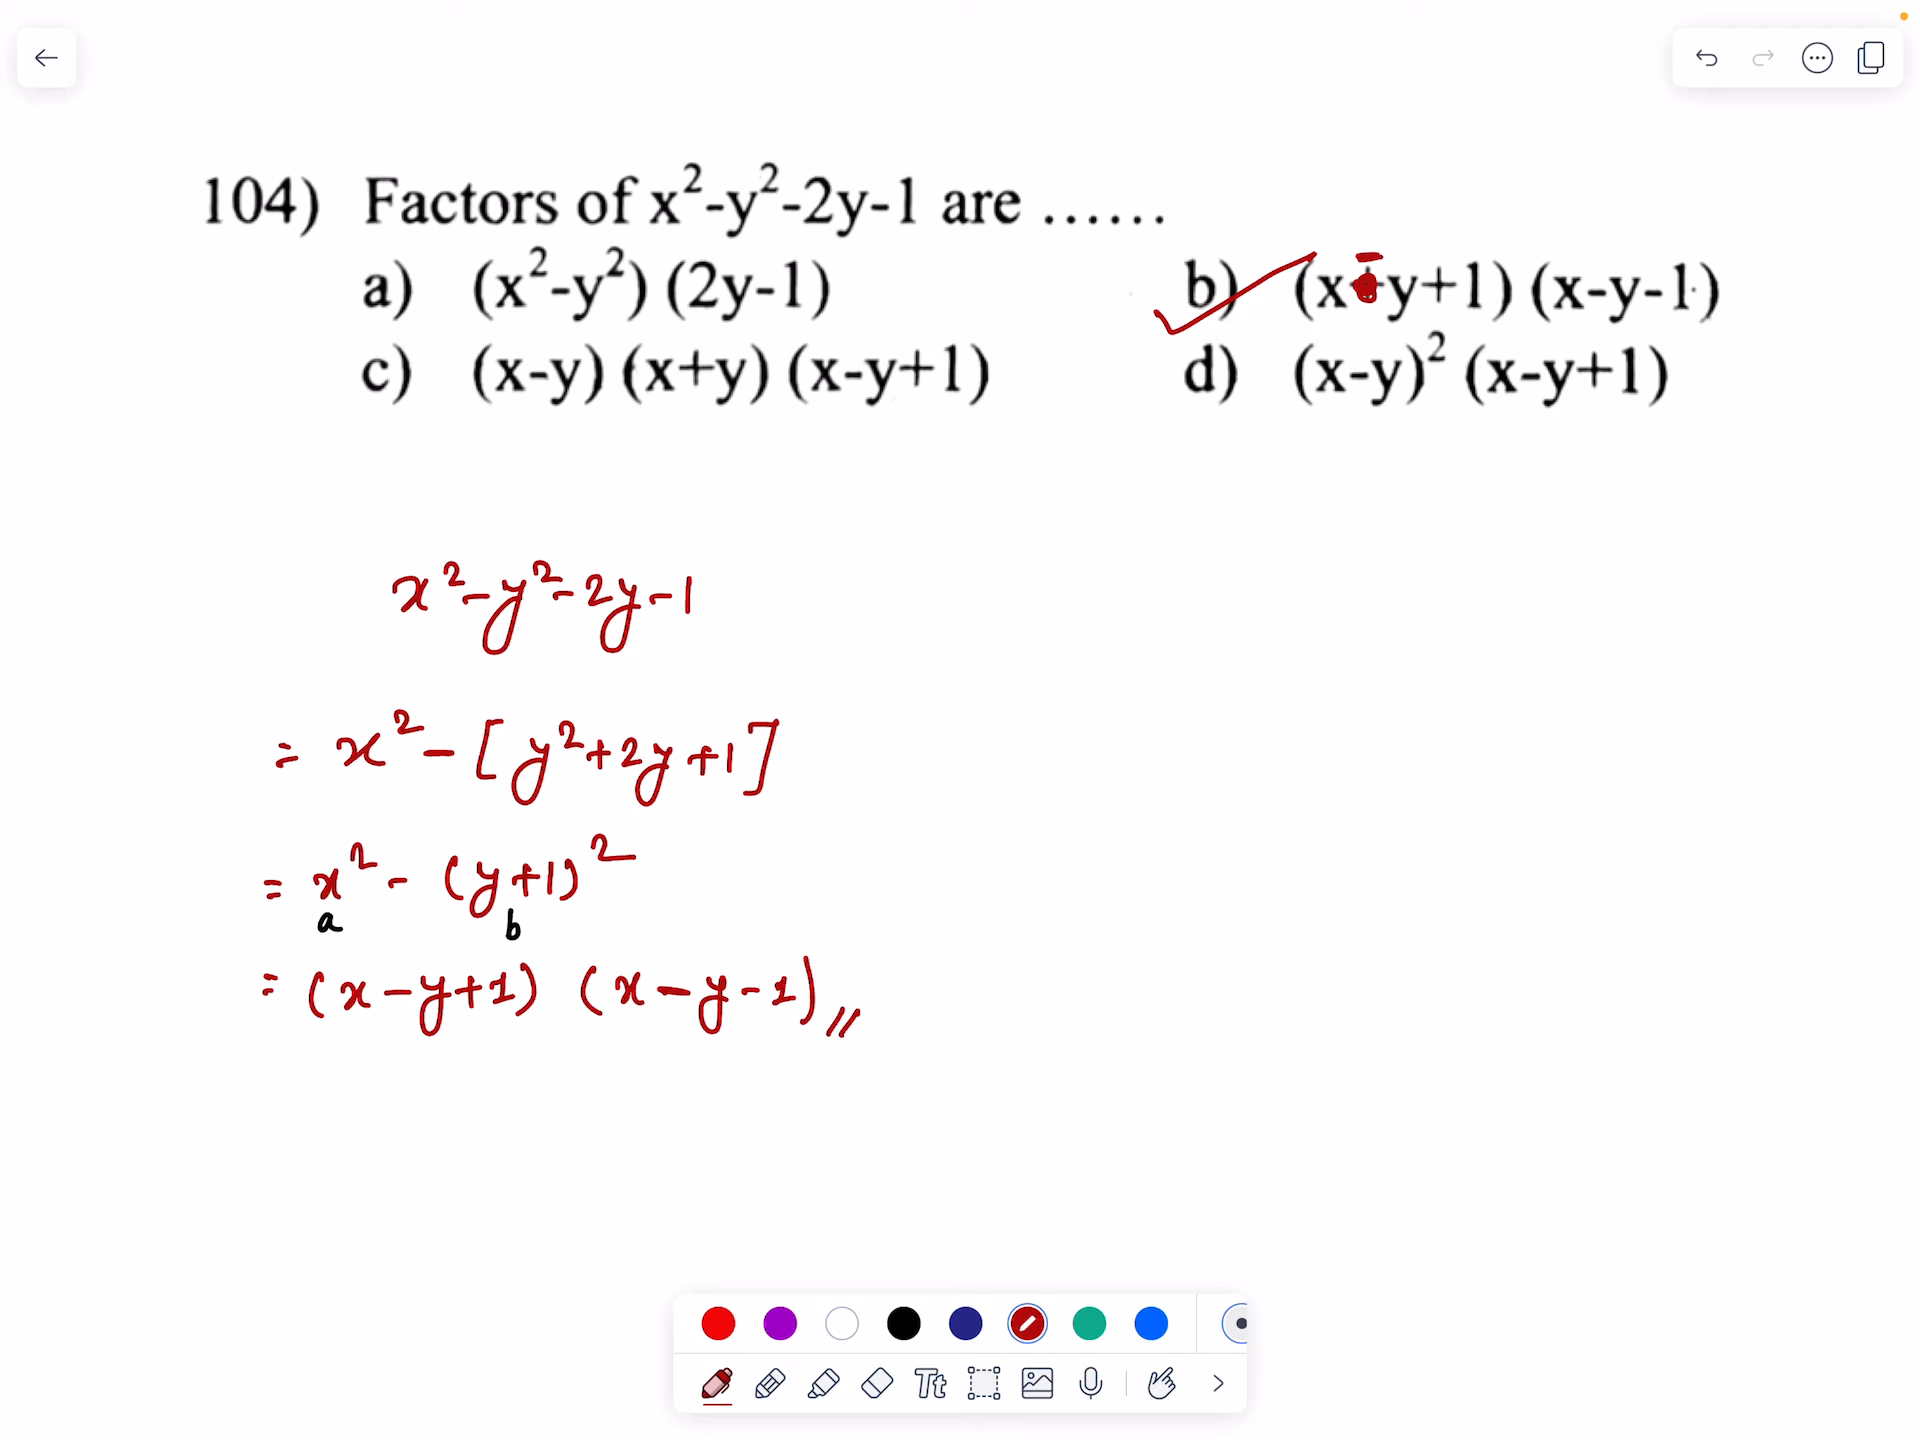 104) Factors of x²-y²-2y-1 are ......
a) (x²-y²) (2y-1) b) (x+y+1) (x-y-1)
c) (x-y) (x+y) (x-y+1) d) (x-y)² (x-y+1)
x² - y² - 2y - 1
= x² - [y² + 2y + 1]
= x² - (y+1)²
a b
= (x - y + 1) (x - y - 1) //
Tt